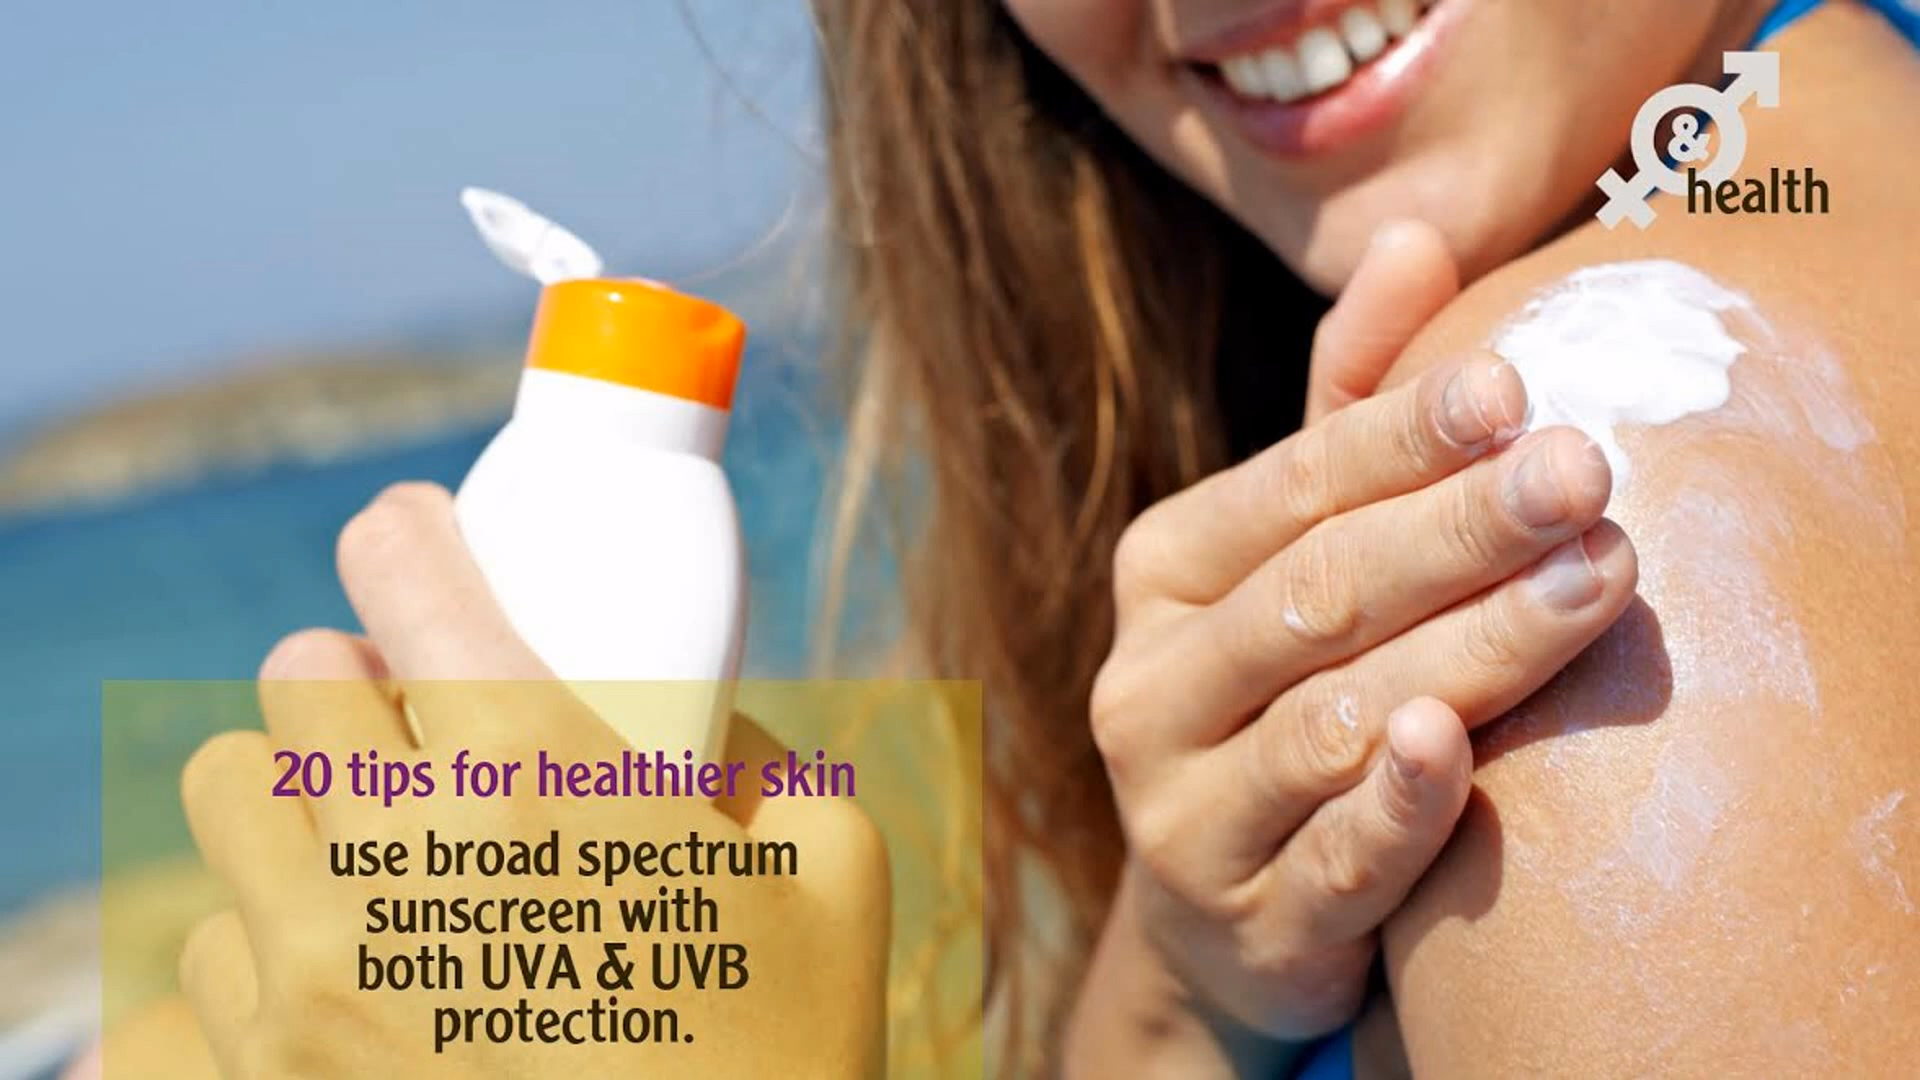 &
health
20 tips for healthier skin
use broad spectrum
sunscreen with
both UVA & UVB
protection.